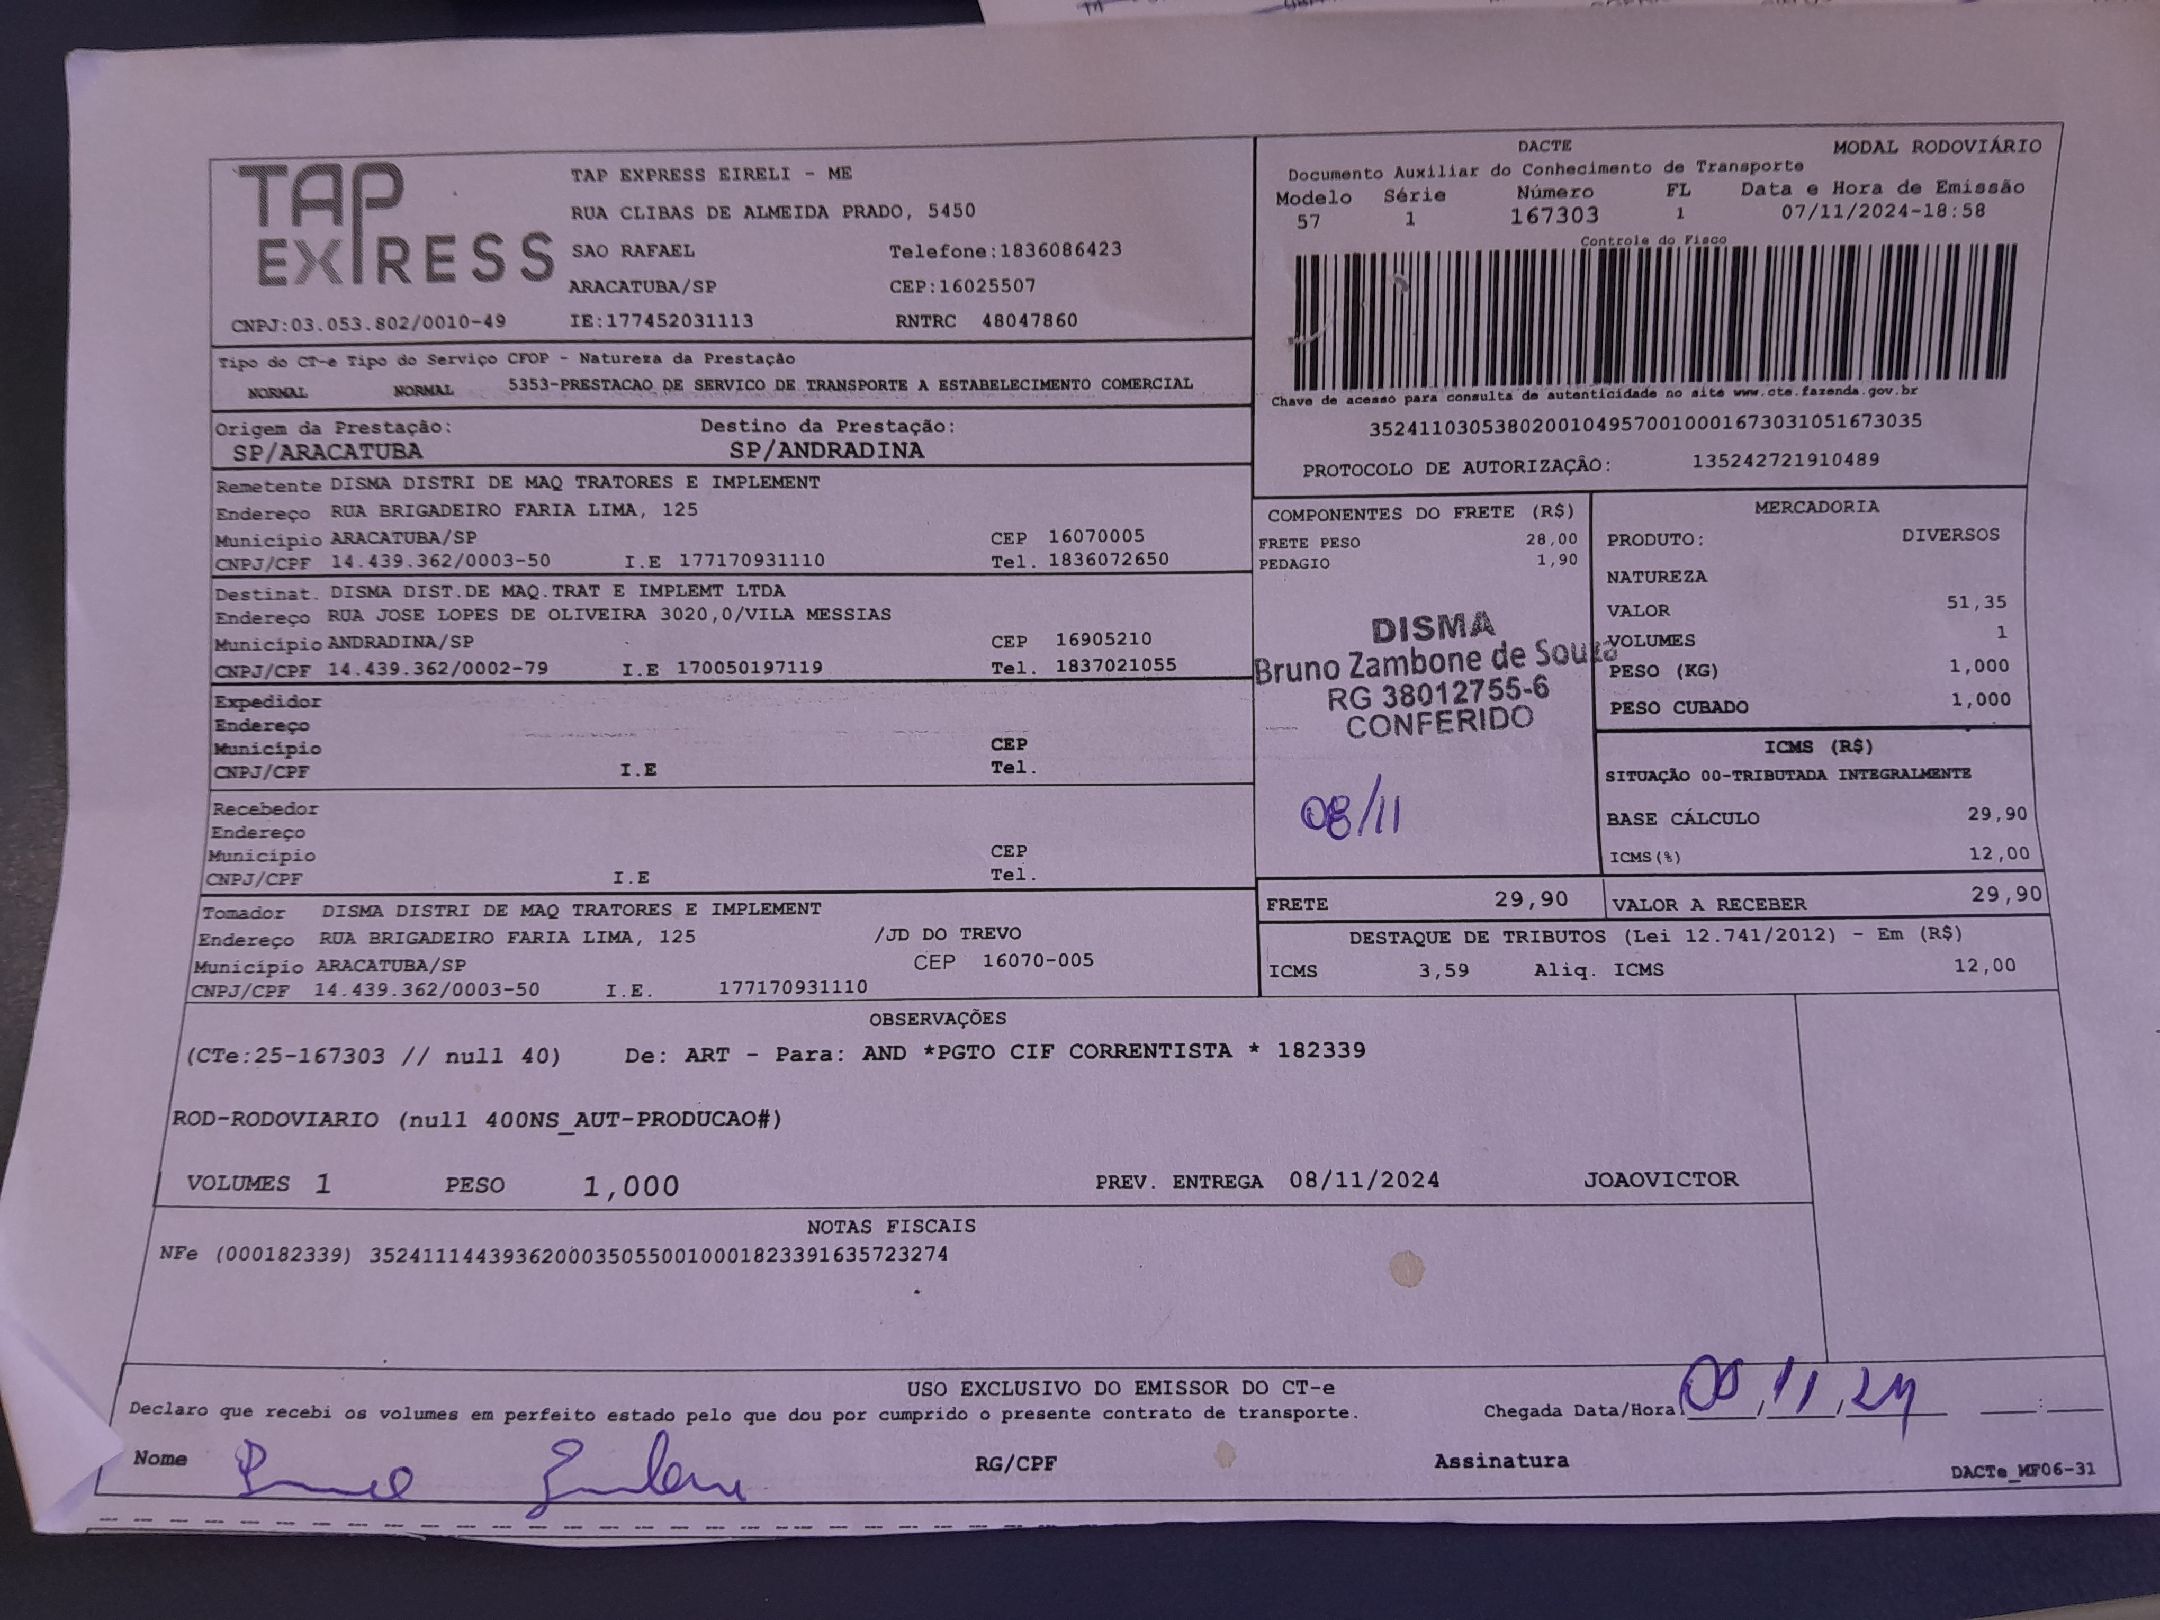 TAP EXPRESS
TAP EXPRESS EIRELI - ME
RUA CLIBAS DE ALMEIDA PRADO, 5450
SAO RAFAEL Telefone:1836086423
ARACATUBA/SP CEP:16025507
CNPJ:03.053.802/0010-49 IE:177452031113 RNTRC 48047860
DACTE MODAL RODOVIÁRIO
Documento Auxiliar do Conhecimento de Transporte
Modelo Série Número FL Data e Hora de Emissão
57 1 167303 1 07/11/2024-18:58
Controle do Fisco
Chave de acesso para consulta de autenticidade no site www.cte.fazenda.gov.br
35241103053802001049570010001673031051673035
PROTOCOLO DE AUTORIZAÇÃO: 135242721910489
Tipo do CT-e Tipo do Serviço CFOP - Natureza da Prestação
NORMAL NORMAL 5353-PRESTACAO DE SERVICO DE TRANSPORTE A ESTABELECIMENTO COMERCIAL
Origem da Prestação: Destino da Prestação:
SP/ARACATUBA SP/ANDRADINA
Remetente DISMA DISTRI DE MAQ TRATORES E IMPLEMENT
Endereço RUA BRIGADEIRO FARIA LIMA, 125
Município ARACATUBA/SP CEP 16070005
CNPJ/CPF 14.439.362/0003-50 I.E 177170931110 Tel. 1836072650
Destinat. DISMA DIST.DE MAQ.TRAT E IMPLEMT LTDA
Endereço RUA JOSE LOPES DE OLIVEIRA 3020,0/VILA MESSIAS
Município ANDRADINA/SP CEP 16905210
CNPJ/CPF 14.439.362/0002-79 I.E 170050197119 Tel. 1837021055
Expedidor
Endereço
Município CEP
CNPJ/CPF I.E Tel.
Recebedor
Endereço
Município CEP
CNPJ/CPF I.E Tel.
Tomador DISMA DISTRI DE MAQ TRATORES E IMPLEMENT
Endereço RUA BRIGADEIRO FARIA LIMA, 125 /JD DO TREVO
Município ARACATUBA/SP CEP 16070-005
CNPJ/CPF 14.439.362/0003-50 I.E. 177170931110
COMPONENTES DO FRETE (R$)
FRETE PESO 28,00
PEDAGIO 1,90
DISMA
Bruno Zambone de Souza
RG 38012755-6
CONFERIDO
08/11
MERCADORIA
PRODUTO: DIVERSOS
NATUREZA
VALOR 51,35
VOLUMES 1
PESO (KG) 1,000
PESO CUBADO 1,000
ICMS (R$)
SITUAÇÃO 00-TRIBUTADA INTEGRALMENTE
BASE CÁLCULO 29,90
ICMS(%) 12,00
FRETE 29,90 VALOR A RECEBER 29,90
DESTAQUE DE TRIBUTOS (Lei 12.741/2012) - Em (R$)
ICMS 3,59 Aliq. ICMS 12,00
OBSERVAÇÕES
(CTe:25-167303 // null 40) De: ART - Para: AND *PGTO CIF CORRENTISTA * 182339
ROD-RODOVIARIO (null 400NS_AUT-PRODUCAO#)
VOLUMES 1 PESO 1,000 PREV. ENTREGA 08/11/2024 JOAOVICTOR
NOTAS FISCAIS
NFe (000182339) 35241114439362000350550010001823391635723274
USO EXCLUSIVO DO EMISSOR DO CT-e
Declaro que recebi os volumes em perfeito estado pelo que dou por cumprido o presente contrato de transporte. Chegada Data/Hora 08/11/24 :
Nome RG/CPF Assinatura
DACTe_MF06-31